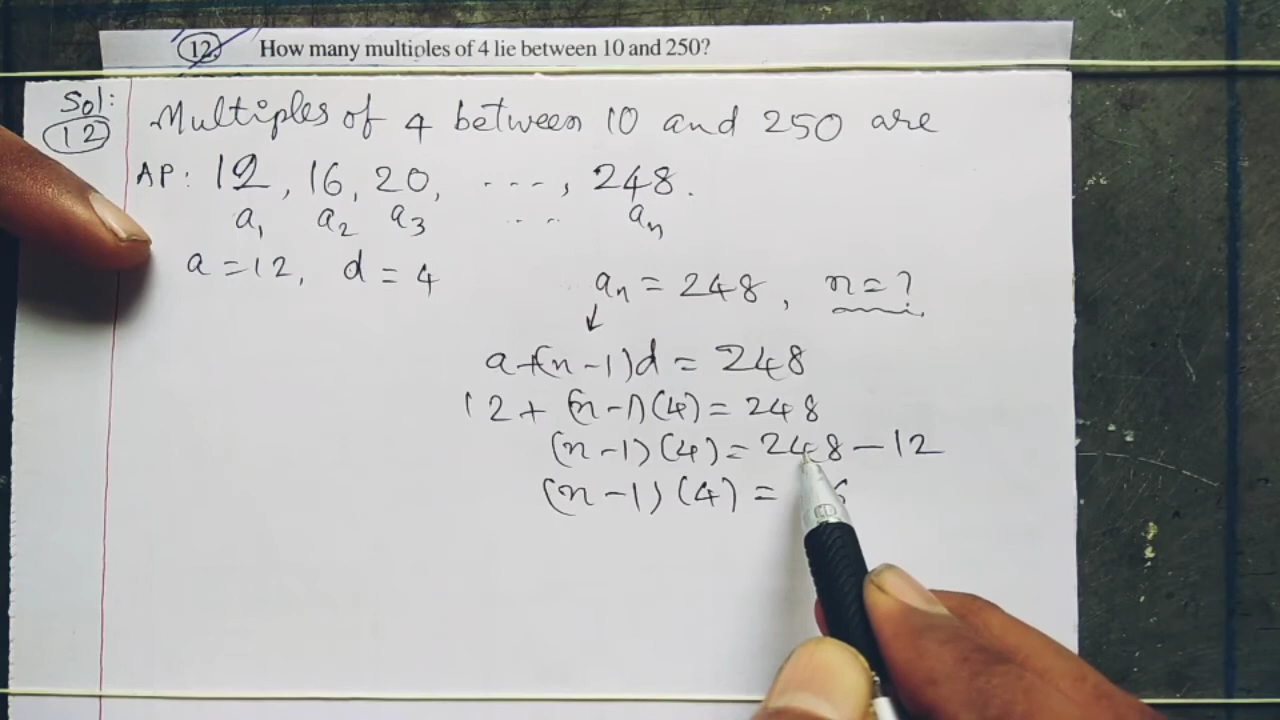 12. How many multiples of 4 lie between 10 and 250?
Sol:
12
Multiples of 4 between 10 and 250 are
AP: 12, 16, 20, ...., 248.
a₁ a₂ a₃ .... aₙ
a = 12, d = 4
aₙ = 248, n = ?
a+(n-1)d = 248
12 + (n-1)(4) = 248
(n-1)(4) = 248 - 12
(n-1)(4) =